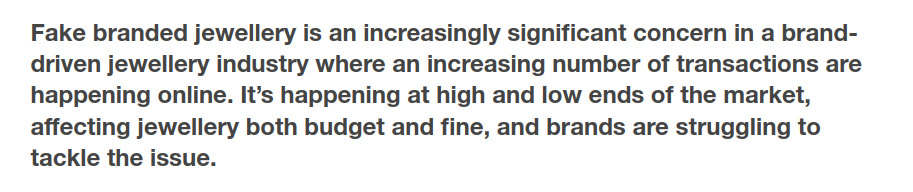 Fake branded jewellery is an increasingly significant concern in a brand-
driven jewellery industry where an increasing number of transactions are
happening online. It’s happening at high and low ends of the market,
affecting jewellery both budget and fine, and brands are struggling to
tackle the issue.